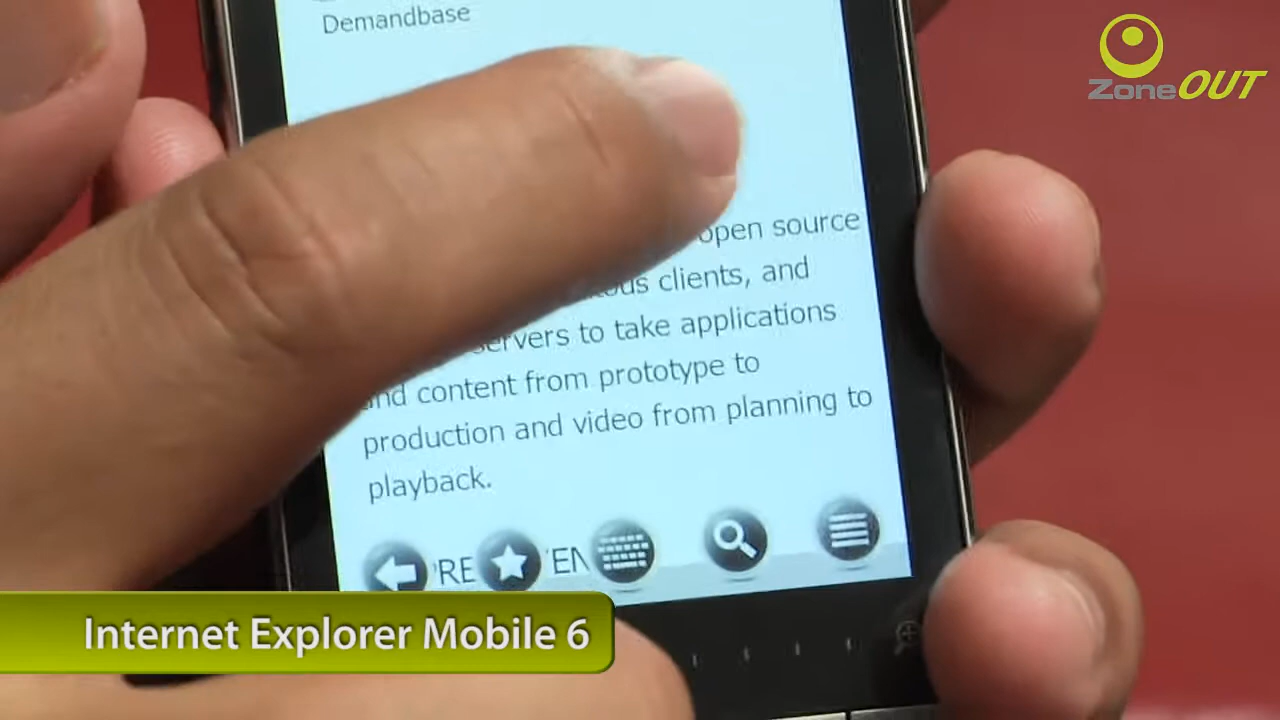 Demandbase
ZoneOUT
open source
clients, and
servers to take applications
and content from prototype to
production and video from planning to
playback.
Internet Explorer Mobile 6